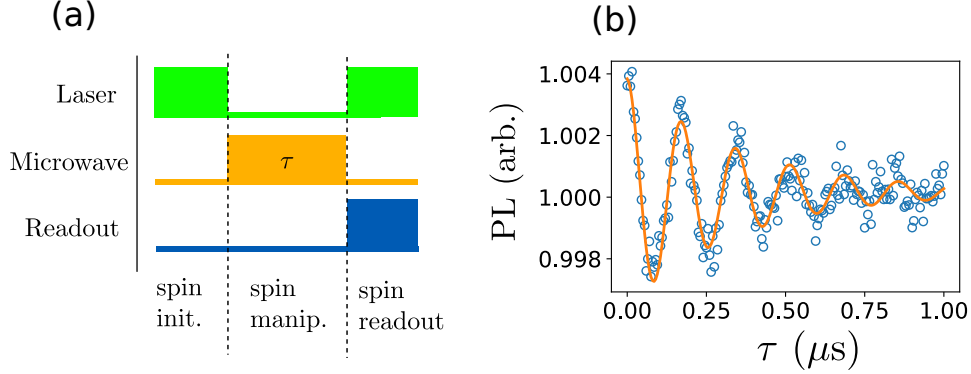 (a)
Laser
Microwave
τ
Readout
spin
init.
spin
manip.
spin
readout
(b)
PL (arb.)
1.004
1.002
1.000
0.998
0.00
0.25
0.50
0.75
1.00
τ (μs)